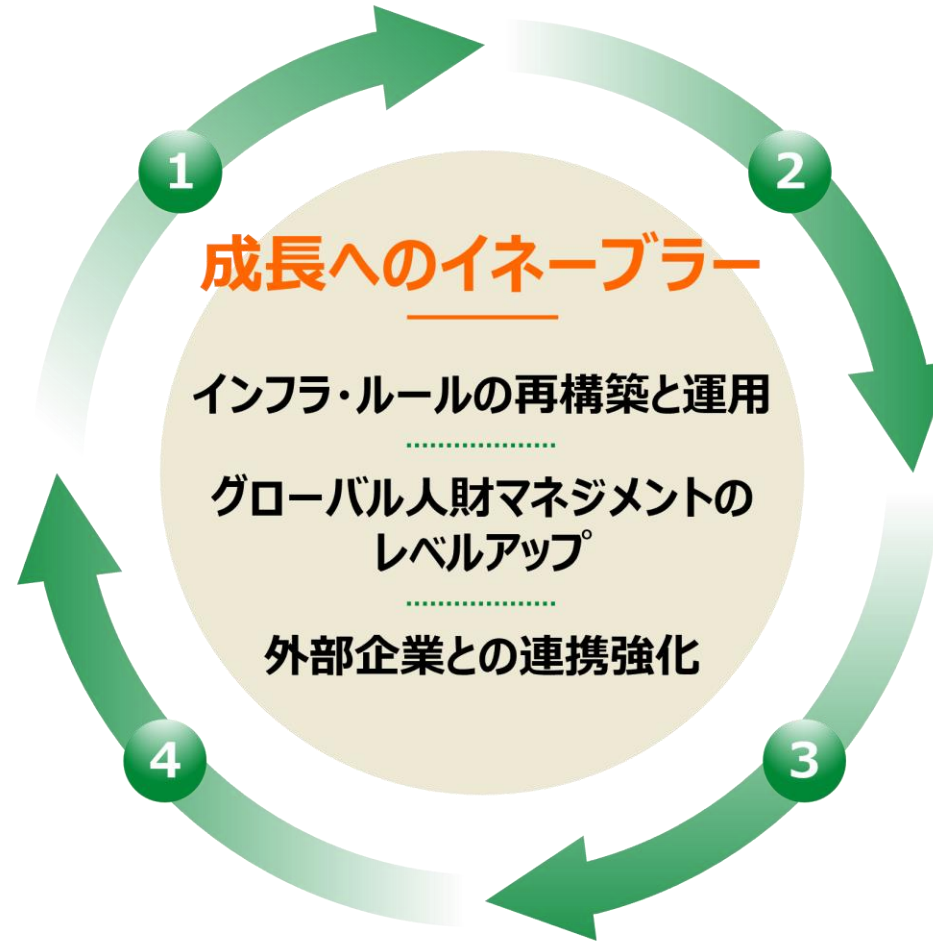 1
2
成長へのイネーブラー
インフラ・ルールの再構築と運用
グローバル人財マネジメントの
レベルアップ
外部企業との連携強化
4
3